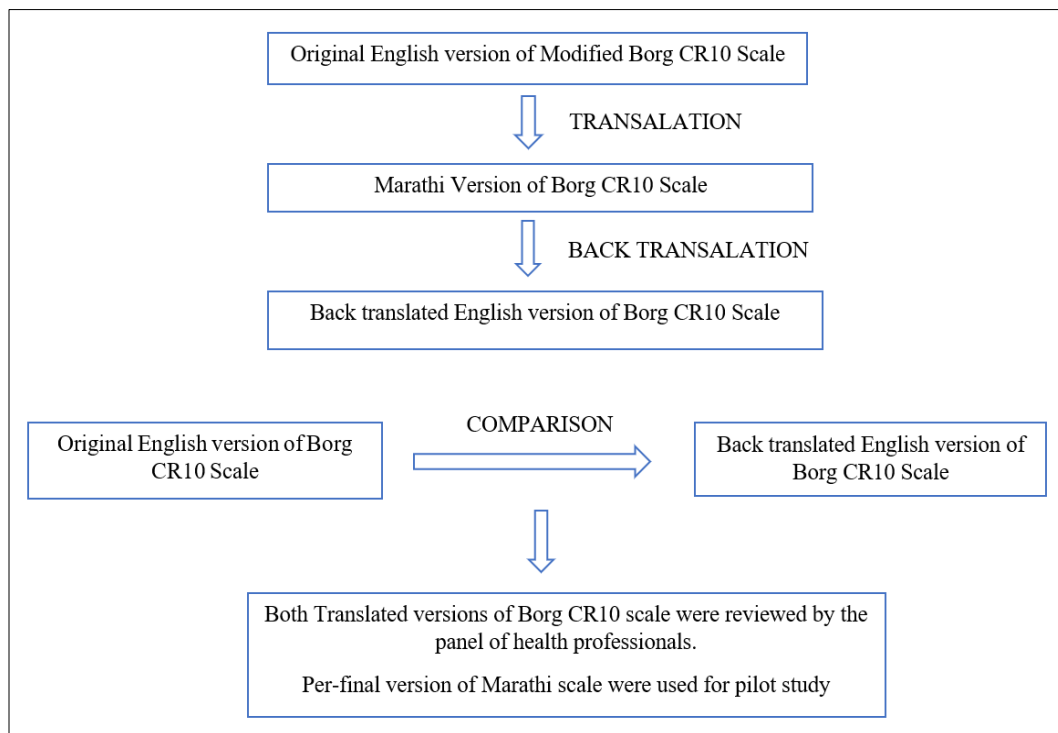 Original English version of Modified Borg CR10 Scale
TRANSALATION
Marathi Version of Borg CR10 Scale
BACK TRANSALATION
Back translated English version of Borg CR10 Scale
COMPARISON
Original English version of Borg
CR10 Scale
Back translated English version of
Borg CR10 Scale
Both Translated versions of Borg CR10 scale were reviewed by the
panel of health professionals.
Per-final version of Marathi scale were used for pilot study